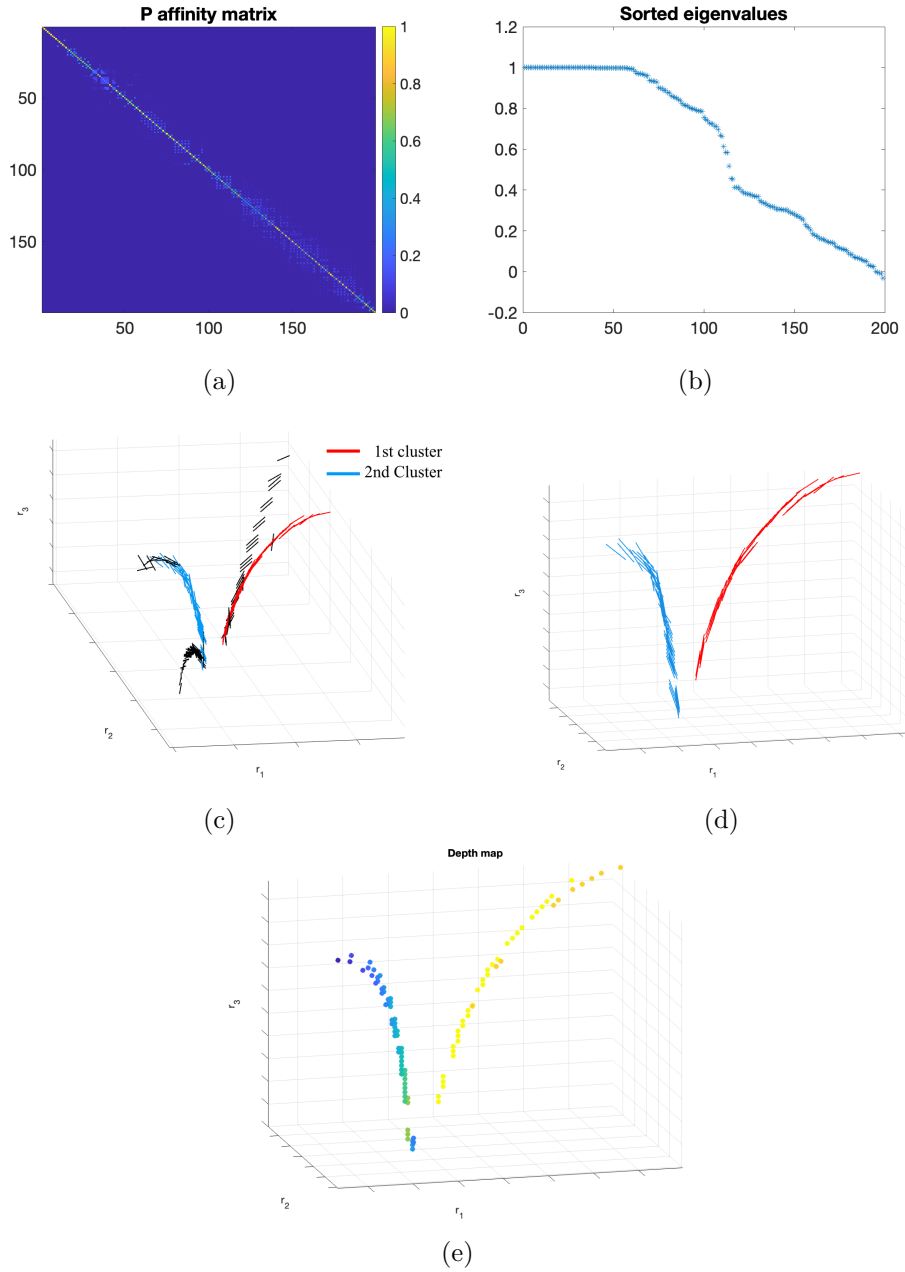 P affinity matrix
50
100
150
50
100
150
1
0.8
0.6
0.4
0.2
0
(a)
Sorted eigenvalues
1.2
1
0.8
0.6
0.4
0.2
0
-0.2
0
50
100
150
200
(b)
1st cluster
2nd Cluster
r3
r2
r1
(c)
r3
r2
r1
(d)
Depth map
r3
r2
r1
(e)